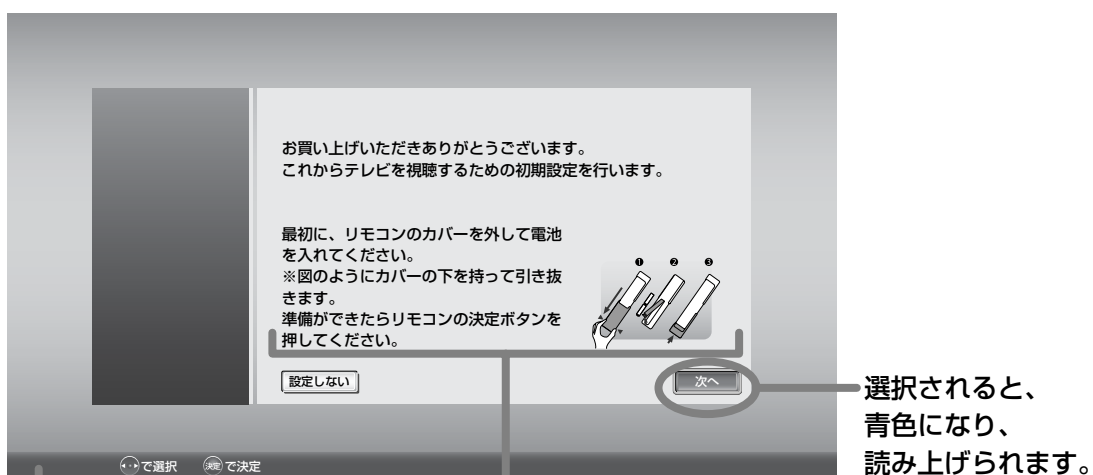 お買い上げいただきありがとうございます。
これからテレビを視聴するための初期設定を行います。
最初に、リモコンのカバーを外して電池
を入れてください。
※図のようにカバーの下を持って引き抜
きます。
準備ができたらリモコンの決定ボタンを
押してください。
❶ ❷ ❸
設定しない
次へ
選択されると、
青色になり、
読み上げられます。
で選択 決定 で決定